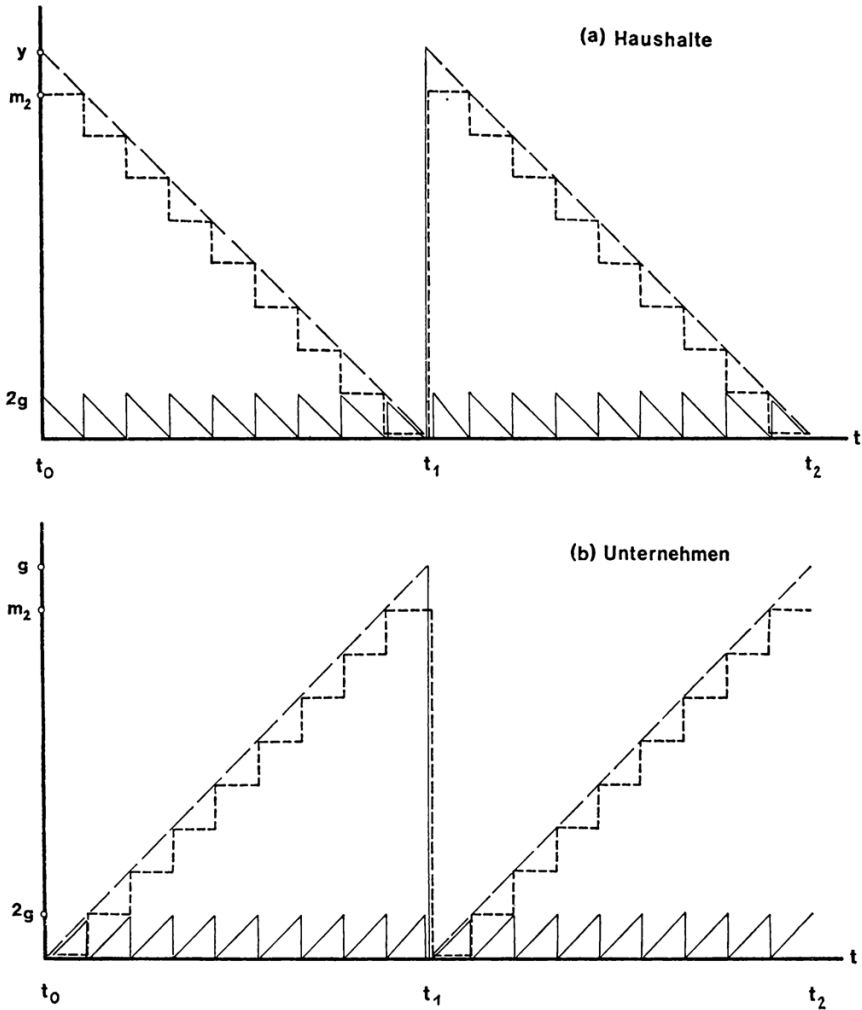 (a) Haushalte
y
m₂
2g
t
t₀ t₁ t₂
(b) Unternehmen
g
m₂
2g
t
t₀ t₁ t₂